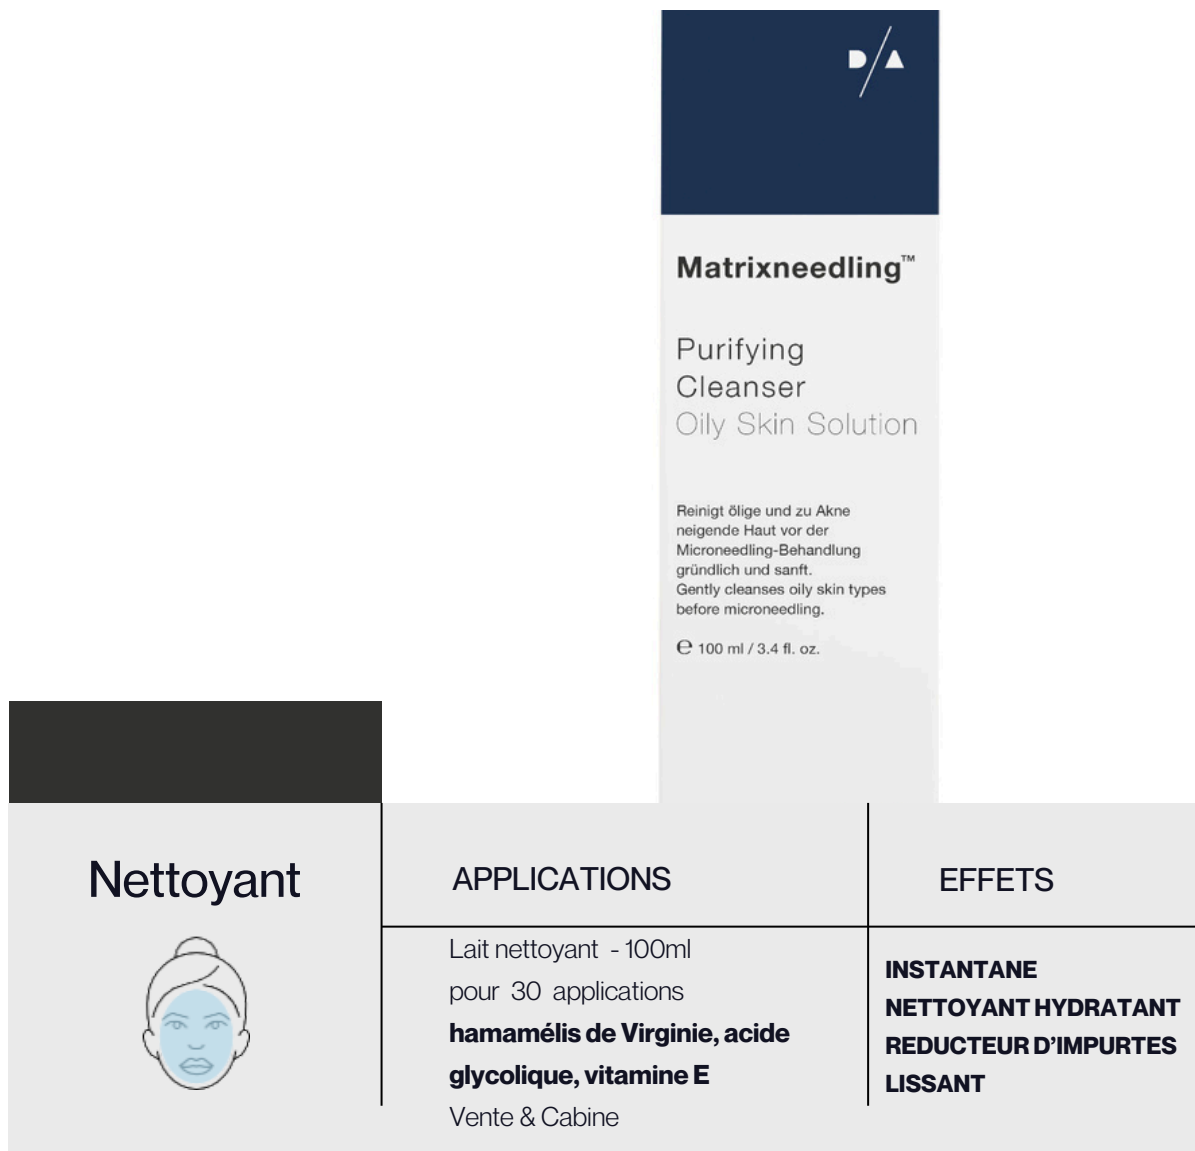 D/A
Matrixneedling™
Purifying
Cleanser
Oily Skin Solution
Reinigt ölige und zu Akne
neigende Haut vor der
Microneedling-Behandlung
gründlich und sanft.
Gently cleanses oily skin types
before microneedling.
℮ 100 ml / 3.4 fl. oz.
Nettoyant
APPLICATIONS
Lait nettoyant - 100ml
pour 30 applications
hamamélis de Virginie, acide
glycolique, vitamine E
Vente & Cabine
EFFETS
INSTANTANE
NETTOYANT HYDRATANT
REDUCTEUR D'IMPURTES
LISSANT